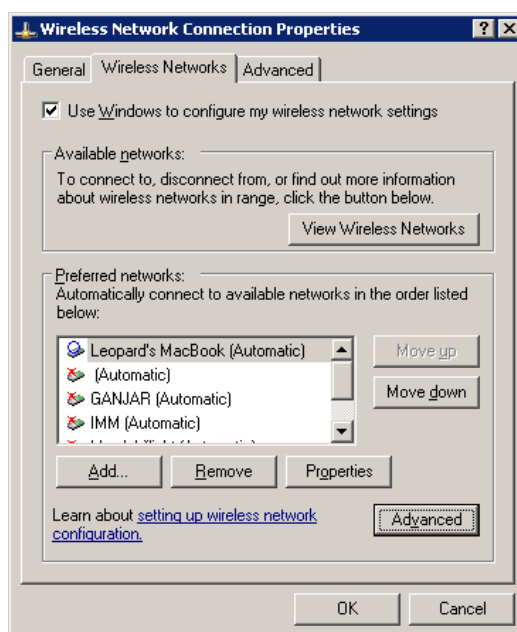 Wireless Network Connection Properties
General Wireless Networks Advanced
Use Windows to configure my wireless network settings
Available networks:
To connect to, disconnect from, or find out more information
about wireless networks in range, click the button below.
View Wireless Networks
Preferred networks:
Automatically connect to available networks in the order listed
below:
Leopard's MacBook (Automatic)
(Automatic)
GANJAR (Automatic)
IMM (Automatic)
Move up
Move down
Add... Remove Properties
Learn about setting up wireless network
configuration.
Advanced
OK Cancel